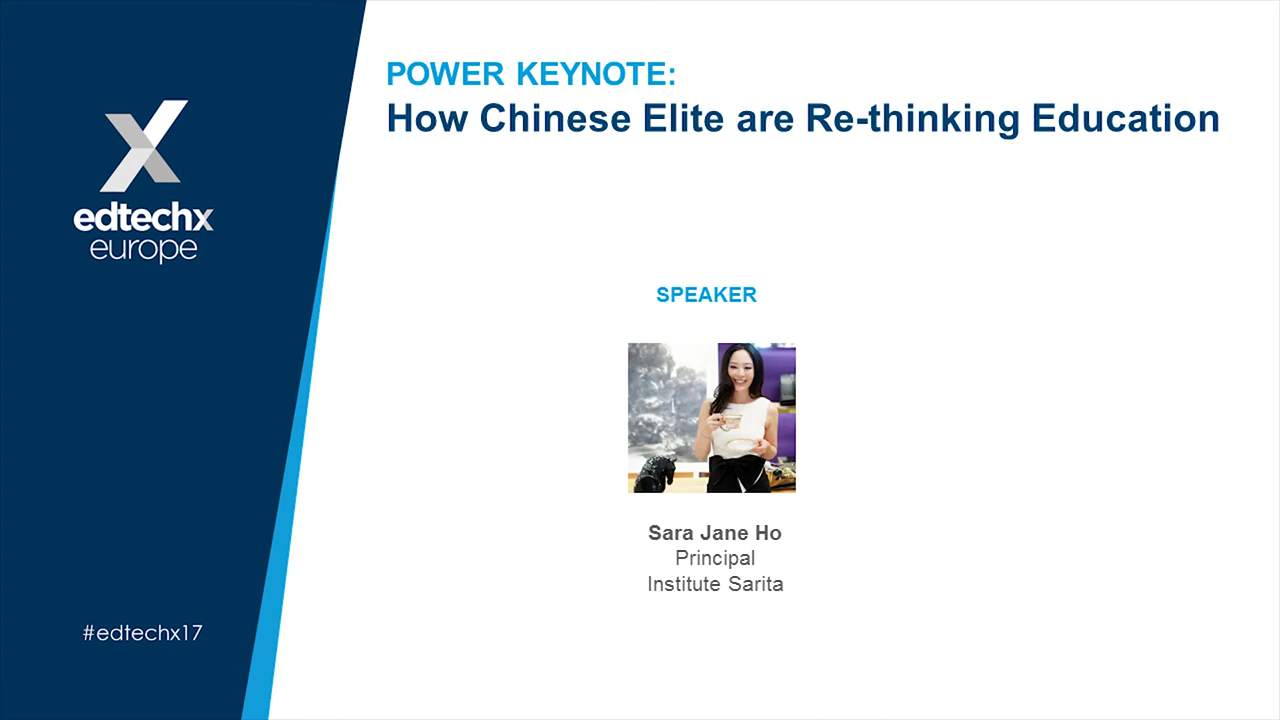 edtechx
europe
#edtechx17
POWER KEYNOTE:
How Chinese Elite are Re-thinking Education
SPEAKER
Sara Jane Ho
Principal
Institute Sarita